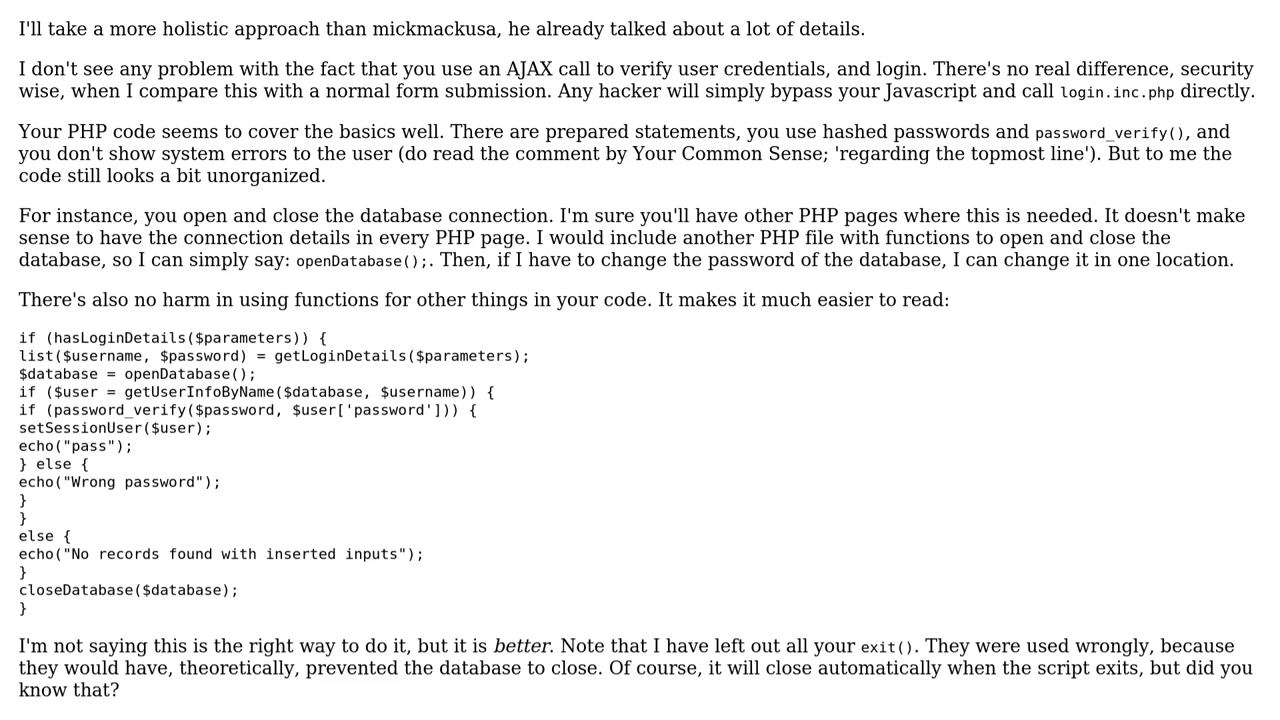 I'll take a more holistic approach than mickmackusa, he already talked about a lot of details.
I don't see any problem with the fact that you use an AJAX call to verify user credentials, and login. There's no real difference, security
wise, when I compare this with a normal form submission. Any hacker will simply bypass your Javascript and call login.inc.php directly.
Your PHP code seems to cover the basics well. There are prepared statements, you use hashed passwords and password_verify(), and
you don't show system errors to the user (do read the comment by Your Common Sense; 'regarding the topmost line'). But to me the
code still looks a bit unorganized.
For instance, you open and close the database connection. I'm sure you'll have other PHP pages where this is needed. It doesn't make
sense to have the connection details in every PHP page. I would include another PHP file with functions to open and close the
database, so I can simply say: openDatabase();. Then, if I have to change the password of the database, I can change it in one location.
There's also no harm in using functions for other things in your code. It makes it much easier to read:
if (hasLoginDetails($parameters)) {
list($username, $password) = getLoginDetails($parameters);
$database = openDatabase();
if ($user = getUserInfoByName($database, $username)) {
if (password_verify($password, $user['password'])) {
setSessionUser($user);
echo("pass");
} else {
echo("Wrong password");
}
}
else {
echo("No records found with inserted inputs");
}
closeDatabase($database);
}
I'm not saying this is the right way to do it, but it is better. Note that I have left out all your exit(). They were used wrongly, because
they would have, theoretically, prevented the database to close. Of course, it will close automatically when the script exits, but did you
know that?